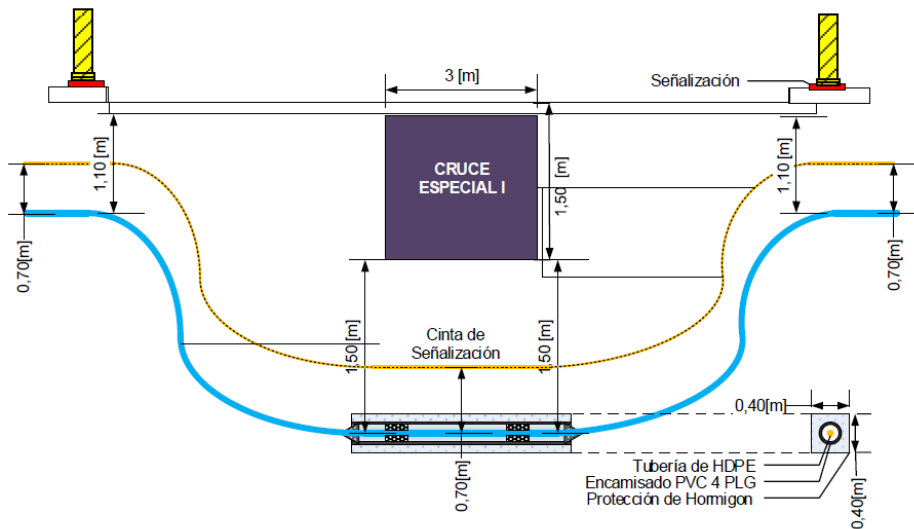 3 [m]
Señalización
1,10 [m]
CRUCE
ESPECIAL I
1,50 [m]
1,10 [m]
0,70[m]
0,70[m]
1,50 [m]
Cinta de
Señalización
1,50 [m]
0,40[m]
0,70[m]
Tubería de HDPE
Encamisado PVC 4 PLG
Protección de Hormigon
0,40[m]